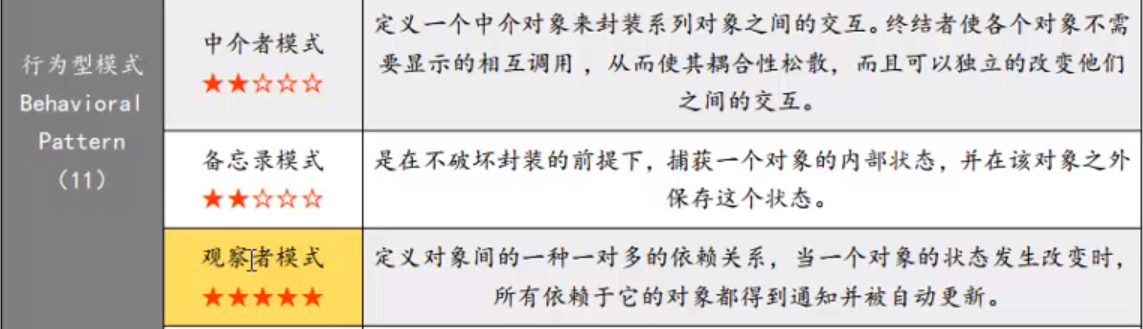 行为型模式
Behavioral
Pattern
（11）
中介者模式
★★☆☆☆
定义一个中介对象来封装系列对象之间的交互。终结者使各个对象不需
要显示的相互调用 ，从而使其耦合性松散，而且可以独立的改变他们
之间的交互。
备忘录模式
★★☆☆☆
是在不破坏封装的前提下，捕获一个对象的内部状态，并在该对象之外
保存这个状态。
观察者模式
★★★★★
定义对象间的一种一对多的依赖关系，当一个对象的状态发生改变时，
所有依赖于它的对象都得到通知并被自动更新。